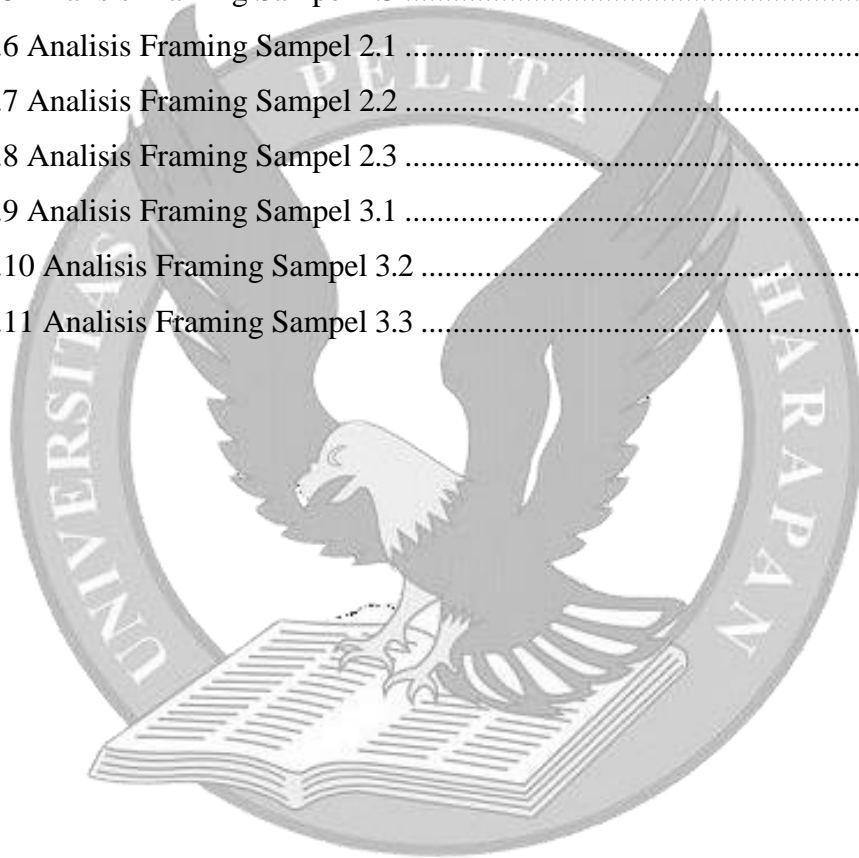 .6 Analisis Framing Sampel 2.1 ........................................................
.7 Analisis Framing Sampel 2.2 ........................................................
.8 Analisis Framing Sampel 2.3 ........................................................
.9 Analisis Framing Sampel 3.1 ........................................................
.10 Analisis Framing Sampel 3.2 ......................................................
.11 Analisis Framing Sampel 3.3 ......................................................
UNIVERSITAS PELITA HARAPAN